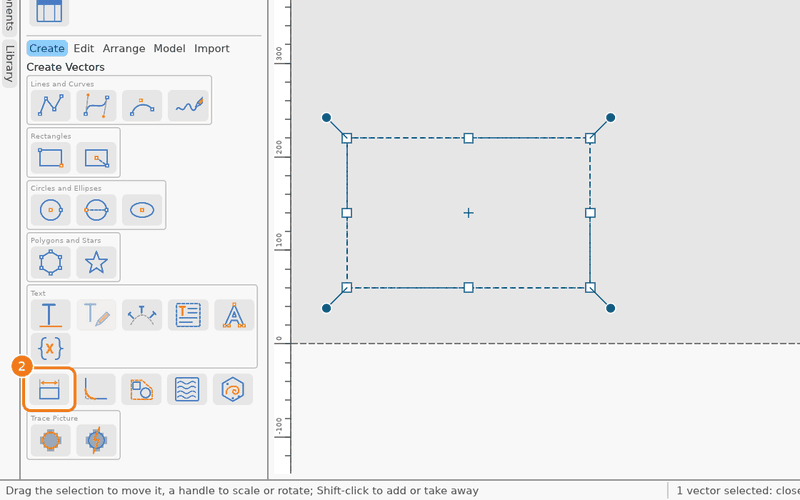 nents
Library
Create Edit Arrange Model Import
Create Vectors
Lines and Curves
Rectangles
Circles and Ellipses
Polygons and Stars
Text
2
Trace Picture
300
200
100
0
-100
Drag the selection to move it, a handle to scale or rotate; Shift-click to add or take away
1 vector selected: close